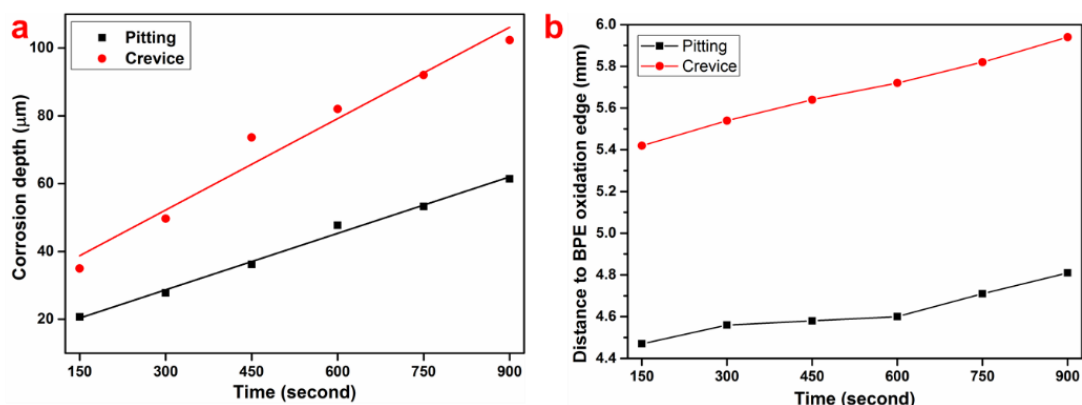 a
Pitting
Crevice
Corrosion depth (μm)
100
80
60
40
20
150 300 450 600 750 900
Time (second)
b
Pitting
Crevice
Distance to BPE oxidation edge (mm)
6.0
5.8
5.6
5.4
5.2
5.0
4.8
4.6
4.4
150 300 450 600 750 900
Time (second)